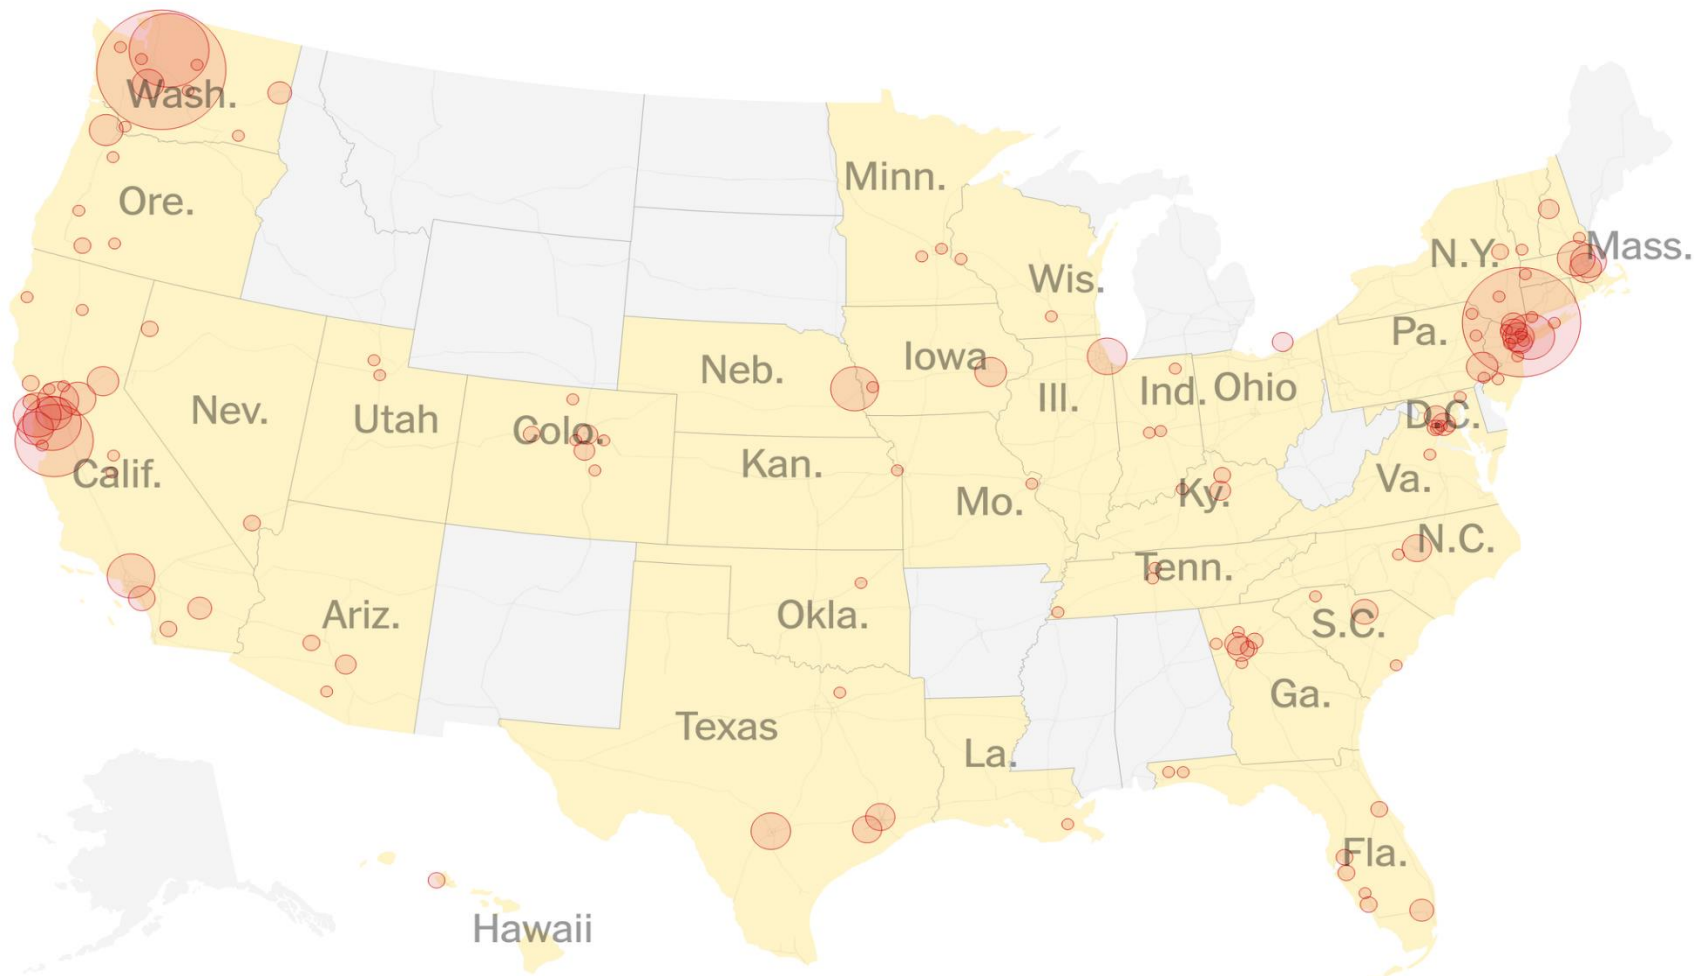 Wash.
Minn.
Ore.
Mass.
N.Y.
Wis.
Pa.
Iowa
Neb.
Ill.
Ind.
Ohio
Nev.
Utah
Colo.
D.C.
Kan.
Calif.
Va.
Ky.
Mo.
N.C.
Tenn.
Ariz.
Okla.
S.C.
Ga.
Texas
La.
Fla.
Hawaii